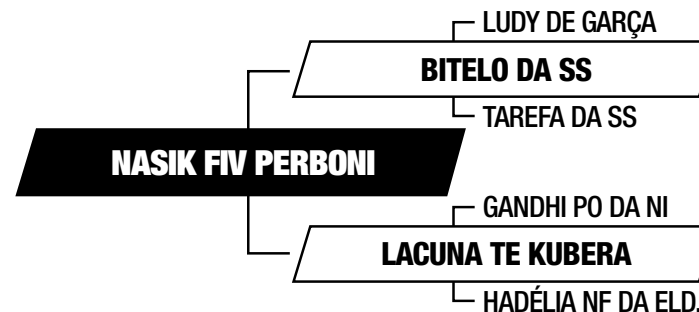 LUDY DE GARÇA
BITELO DA SS
TAREFA DA SS
NASIK FIV PERBONI
GANDHI PO DA NI
LACUNA TE KUBERA
HADÉLIA NF DA ELD.